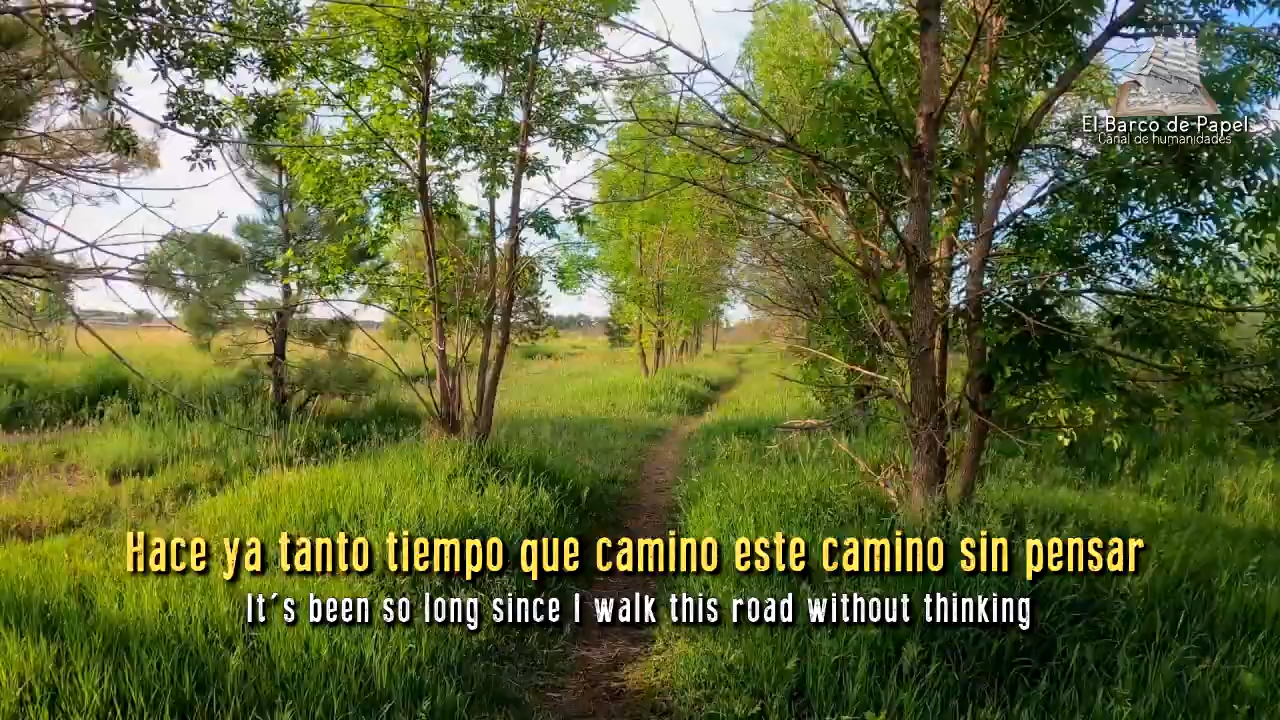 El Barco de Papel
Canal de humanidades
Hace ya tanto tiempo que camino este camino sin pensar
It´s been so long since I walk this road without thinking